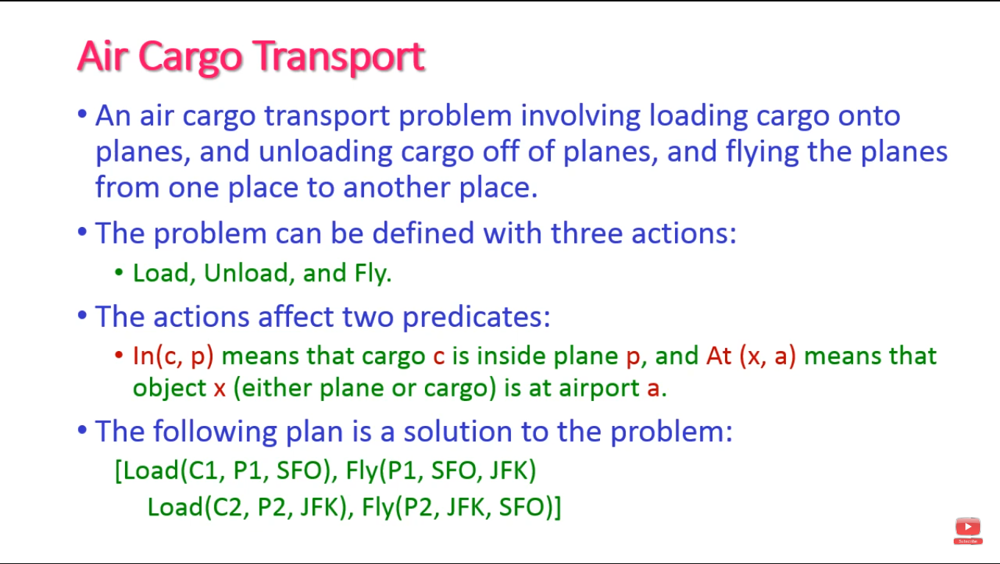 Air Cargo Transport
• An air cargo transport problem involving loading cargo onto
planes, and unloading cargo off of planes, and flying the planes
from one place to another place.
• The problem can be defined with three actions:
• Load, Unload, and Fly.
• The actions affect two predicates:
• In(c, p) means that cargo c is inside plane p, and At (x, a) means that
object x (either plane or cargo) is at airport a.
• The following plan is a solution to the problem:
[Load(C1, P1, SFO), Fly(P1, SFO, JFK)
Load(C2, P2, JFK), Fly(P2, JFK, SFO)]
Subscribe